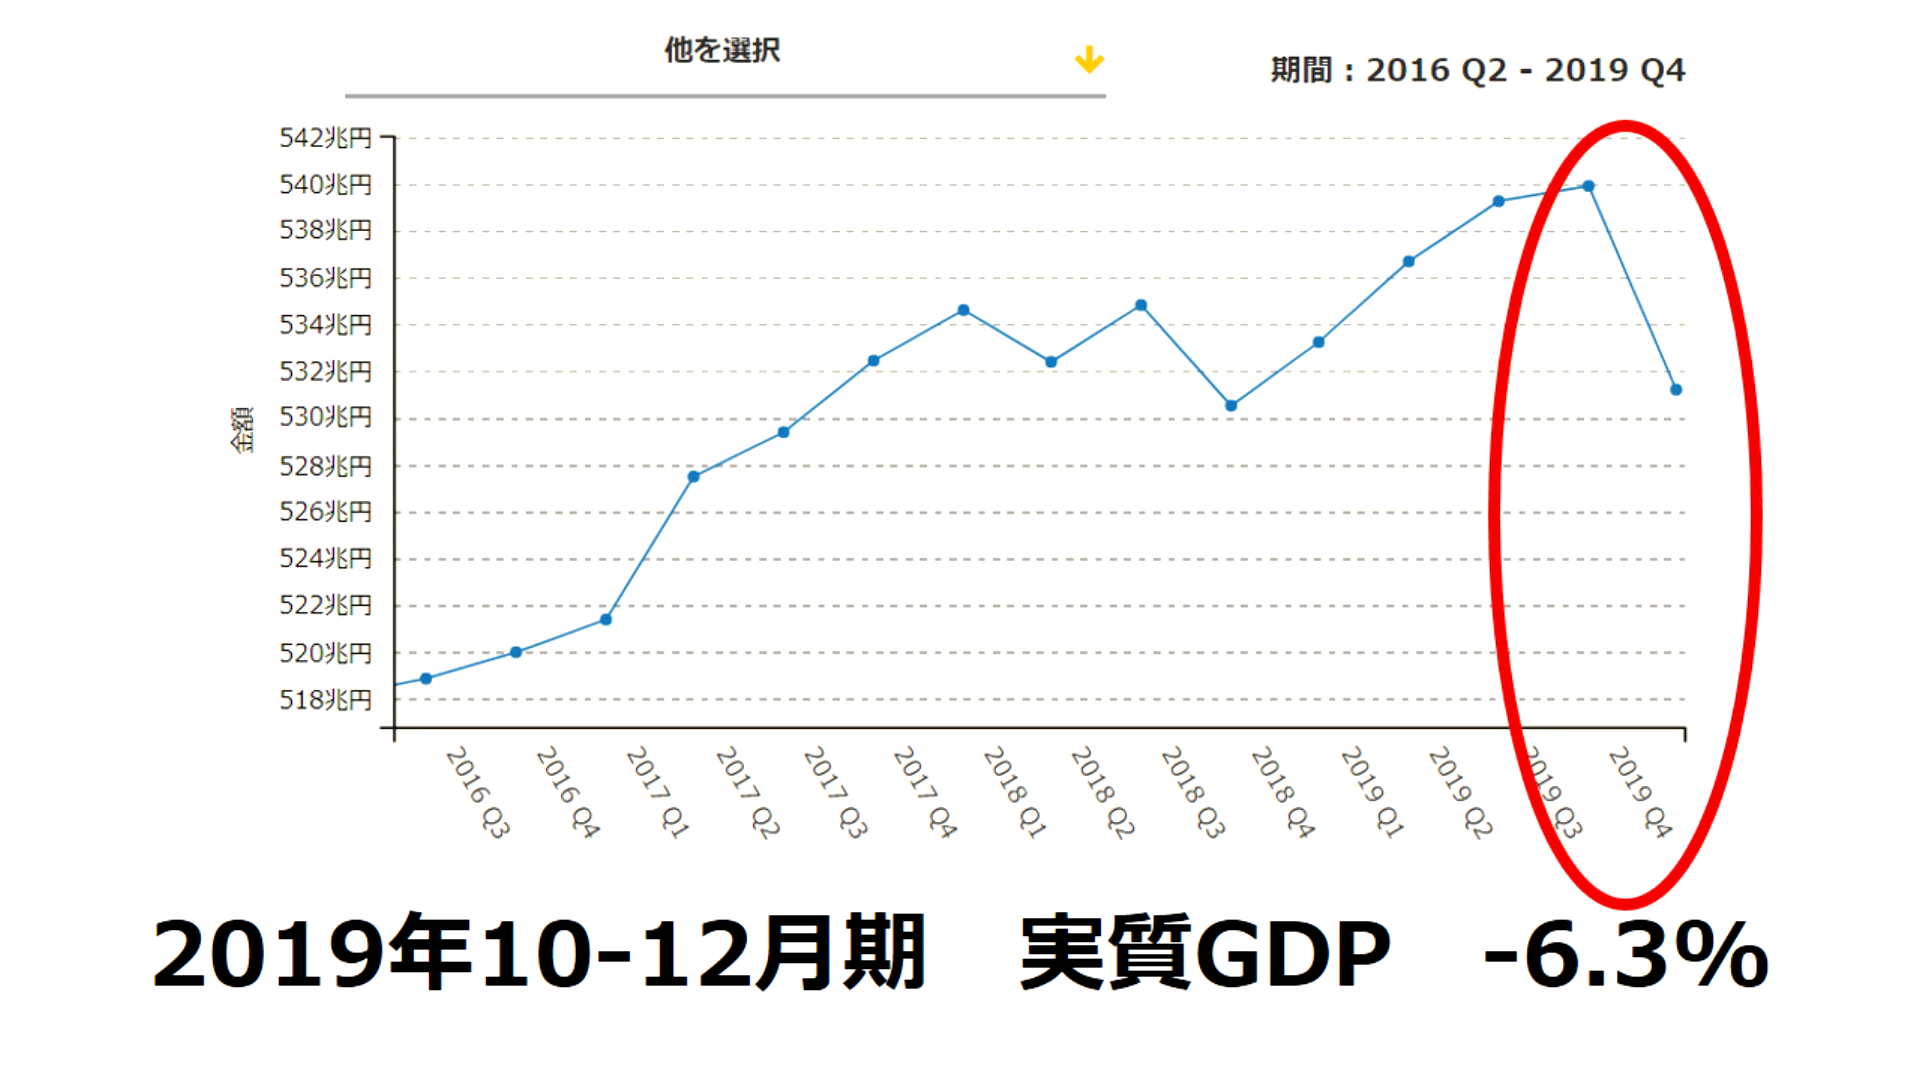 他を選択
期間：2016 Q2 - 2019 Q4
542兆円
540兆円
538兆円
536兆円
534兆円
532兆円
530兆円
528兆円
526兆円
524兆円
522兆円
520兆円
518兆円
金額
2016 Q3
2016 Q4
2017 Q1
2017 Q2
2017 Q3
2017 Q4
2018 Q1
2018 Q2
2018 Q3
2018 Q4
2019 Q1
2019 Q2
2019 Q3
2019 Q4
2019年10-12月期　実質GDP　-6.3%